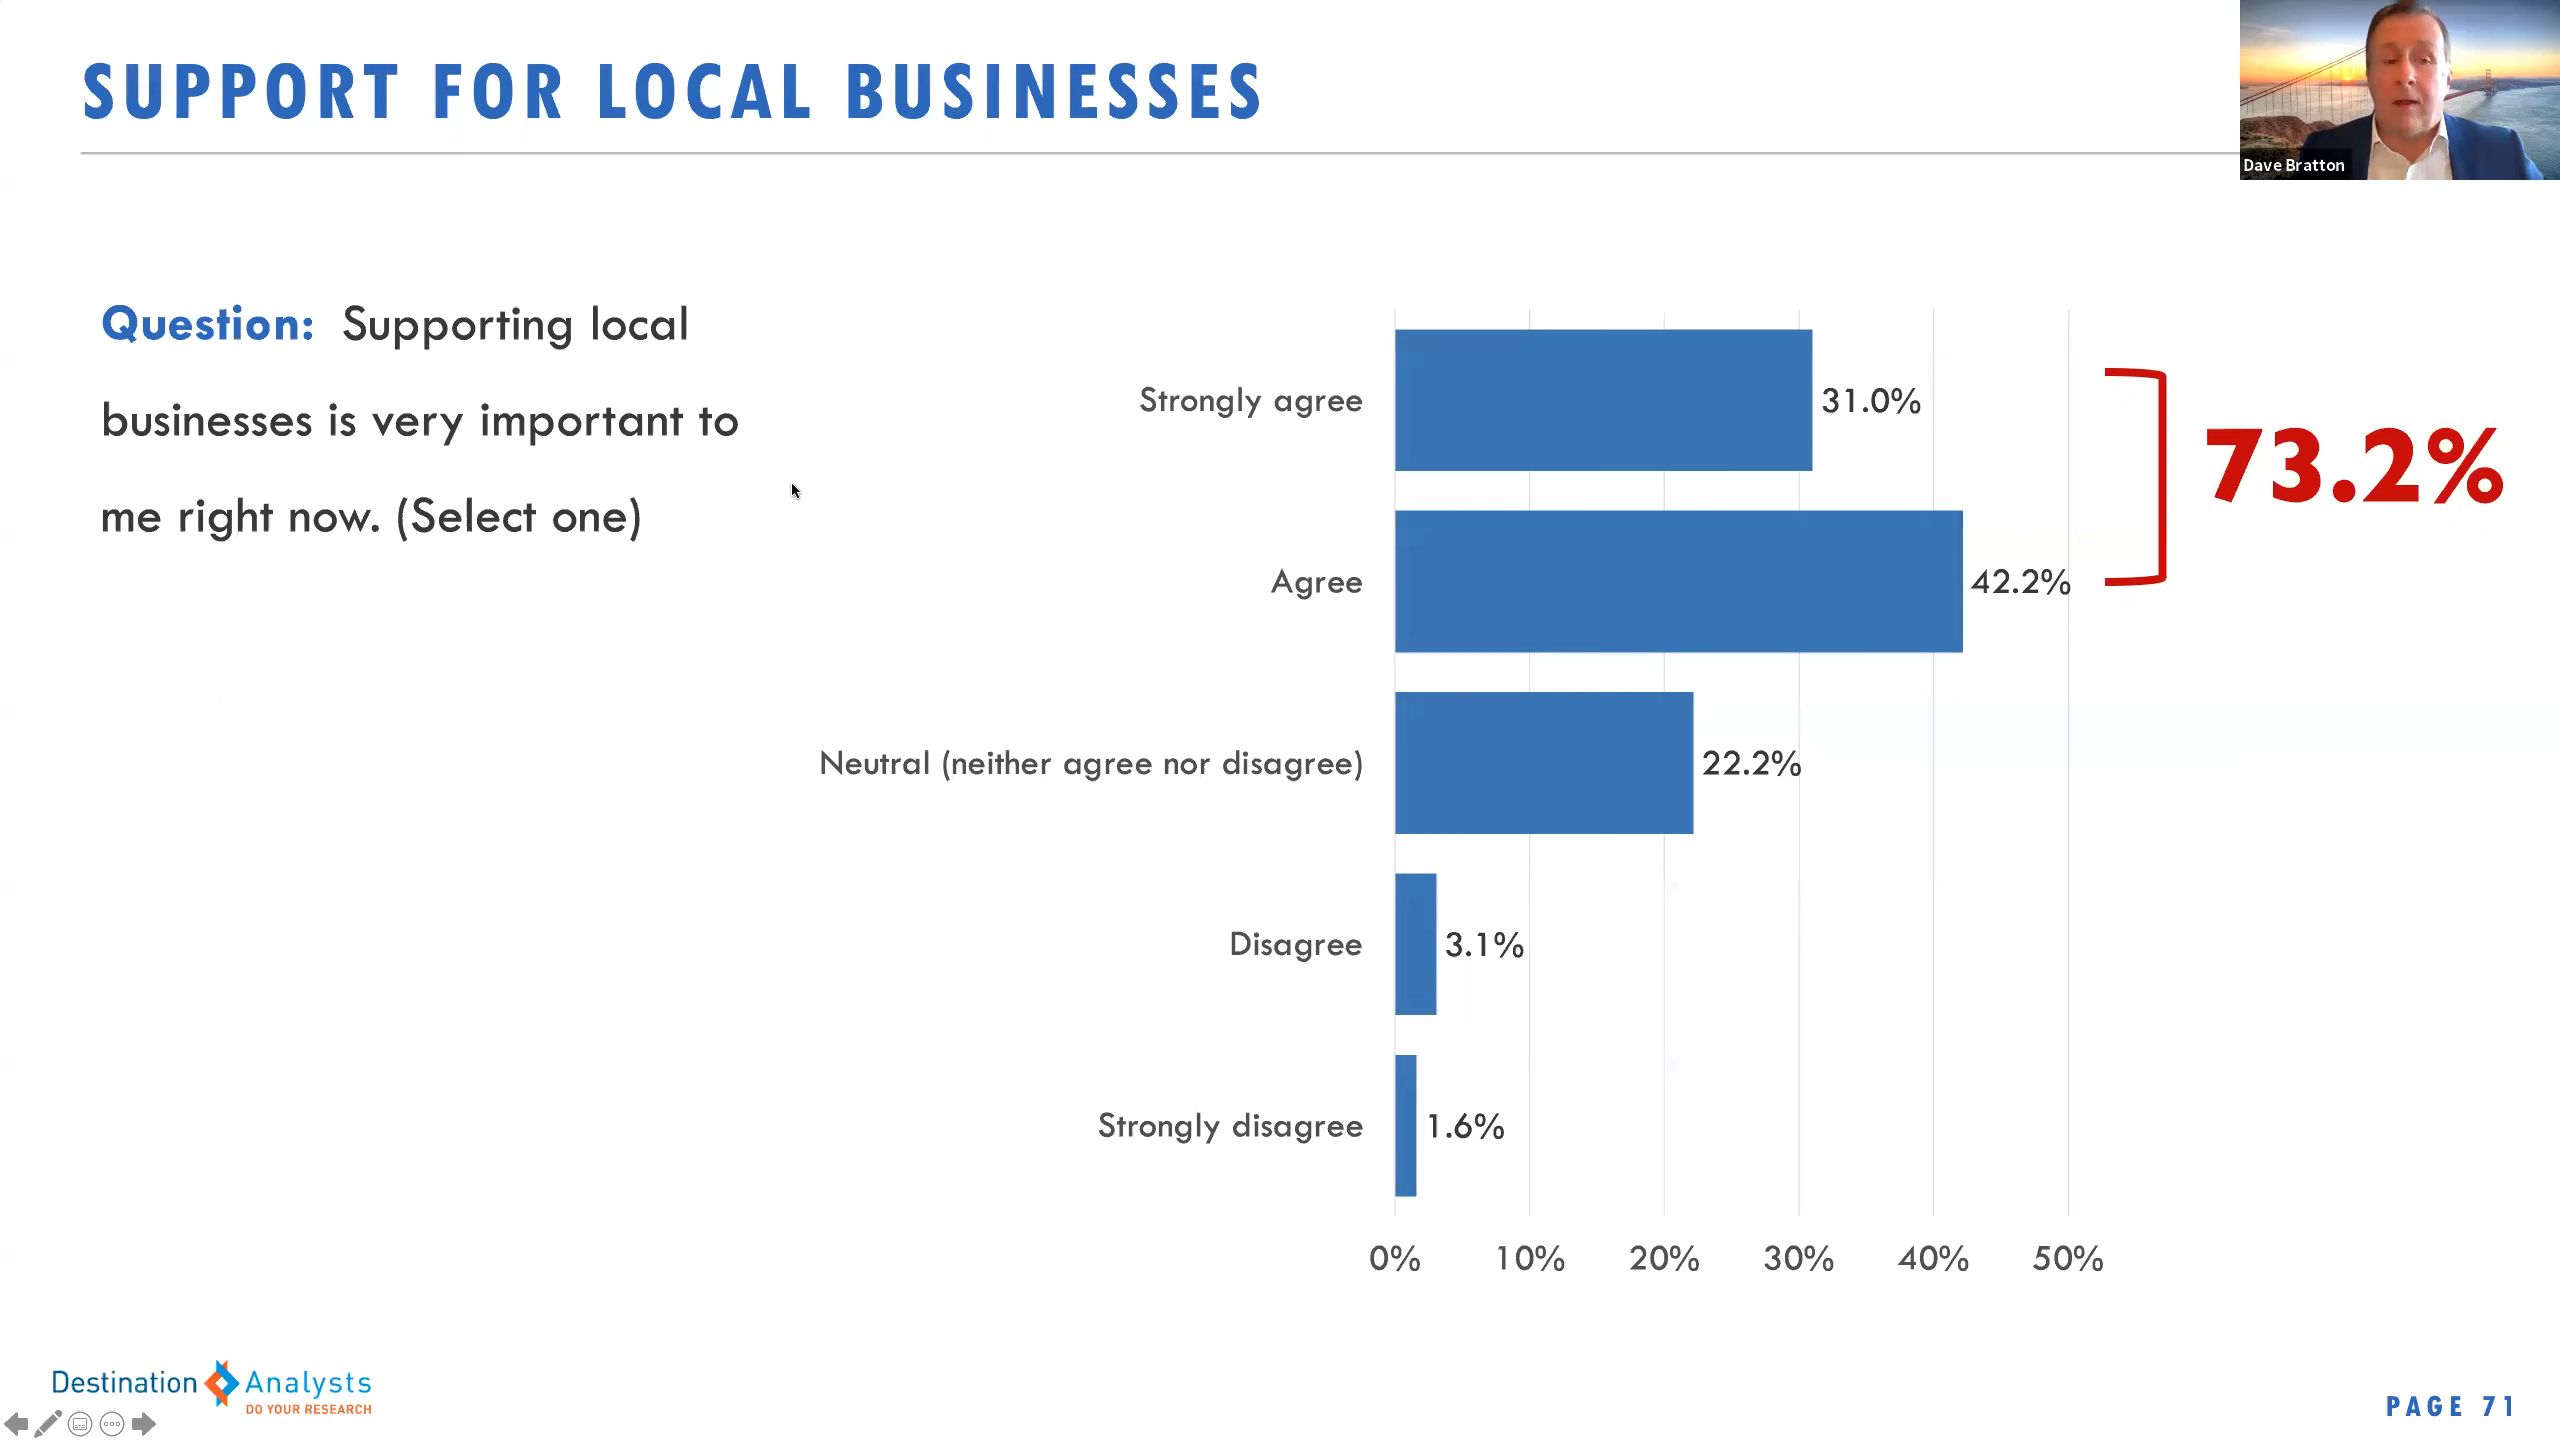 SUPPORT FOR LOCAL BUSINESSES
Dave Bratton
Question: Supporting local
businesses is very important to
me right now. (Select one)
Strongly agree
31.0%
73.2%
Agree
42.2%
Neutral (neither agree nor disagree)
22.2%
Disagree
3.1%
Strongly disagree
1.6%
0% 10% 20% 30% 40% 50%
Destination Analysts
DO YOUR RESEARCH
PAGE 71